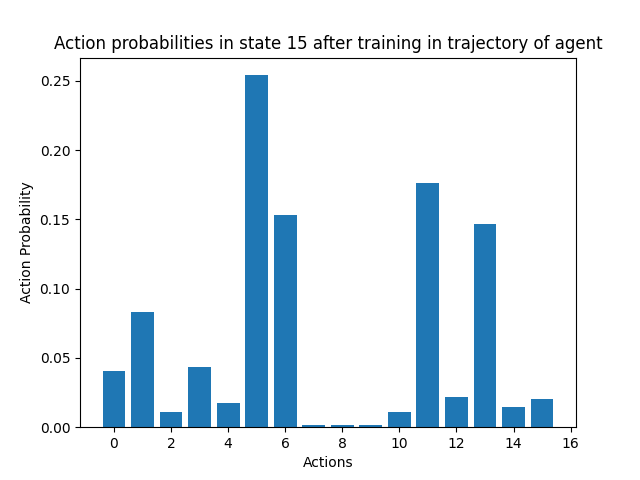 Action probabilities in state 15 after training in trajectory of agent
Action Probability
0.25
0.20
0.15
0.10
0.05
0.00
0 2 4 6 8 10 12 14 16
Actions